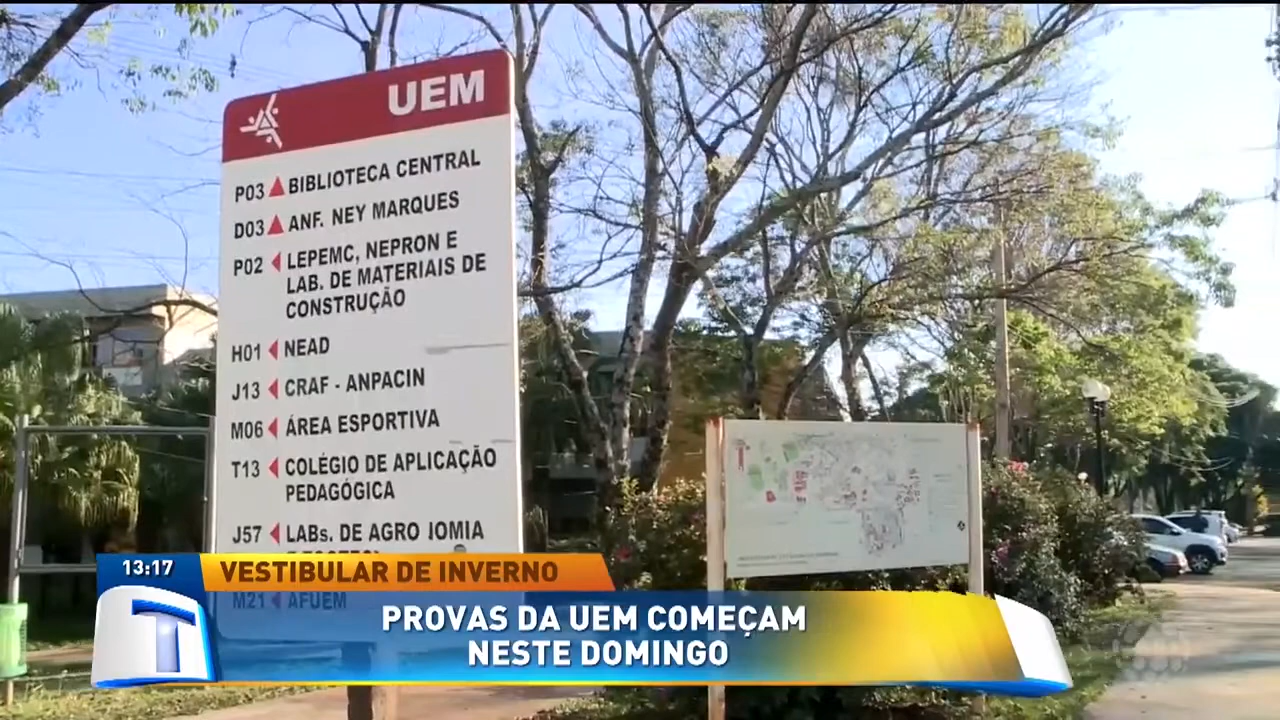 UEM
P03 BIBLIOTECA CENTRAL
D03 ANF. NEY MARQUES
P02 LEPEMC, NEPRON E
LAB. DE MATERIAIS DE
CONSTRUÇÃO
H01 NEAD
J13 CRAF - ANPACIN
M06 ÁREA ESPORTIVA
T13 COLÉGIO DE APLICAÇÃO
PEDAGÓGICA
J57 LABs. DE AGRO IOMIA
M21 AFUEM
13:17 VESTIBULAR DE INVERNO
T PROVAS DA UEM COMEÇAM
NESTE DOMINGO